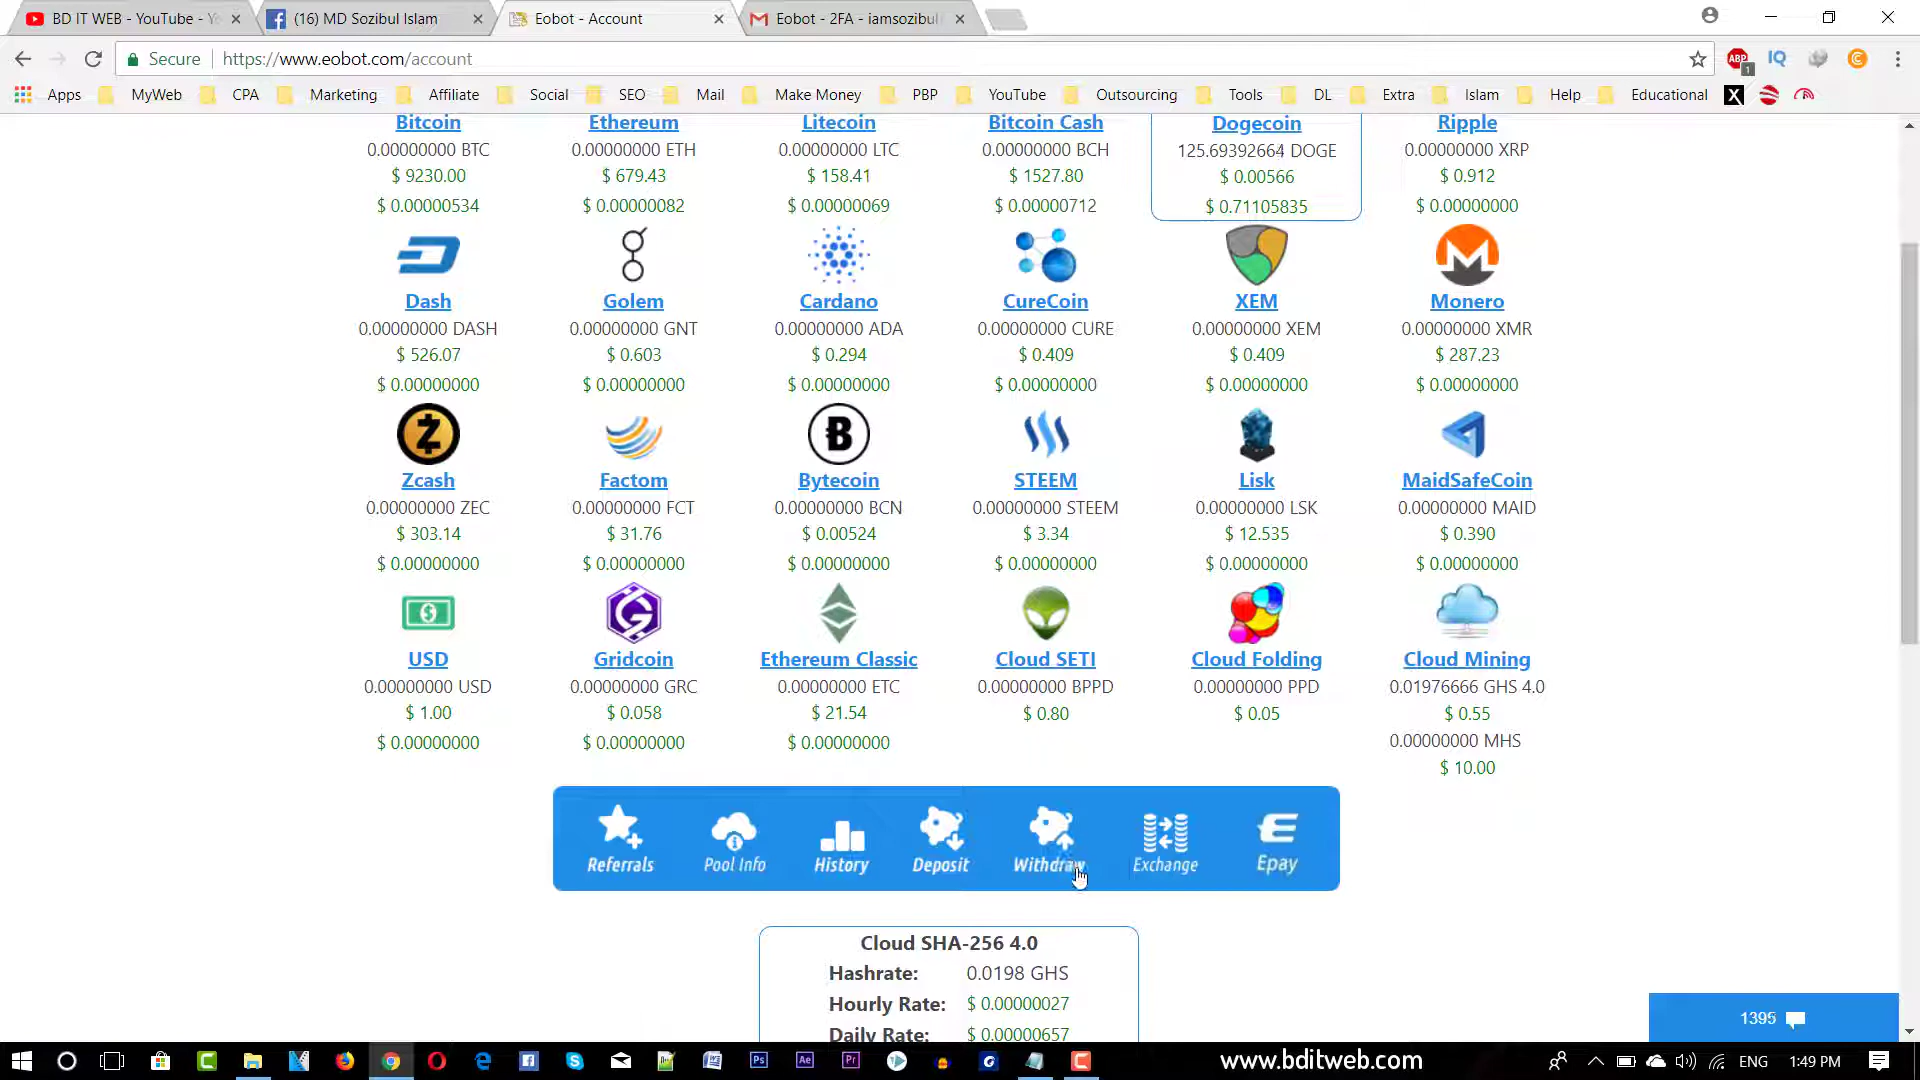 BD IT WEB - YouTube - Y
(16) MD Sozibul Islam
Eobot - Account
Eobot - 2FA - iamsozibul
Secure
https://www.eobot.com/account
ABP
1
IQ
Apps
MyWeb
CPA
Marketing
Affiliate
Social
SEO
Mail
Make Money
PBP
YouTube
Outsourcing
Tools
DL
Extra
Islam
Help
Educational
X
Bitcoin Ethereum Litecoin Bitcoin Cash Dogecoin Ripple
0.00000000 BTC 0.00000000 ETH 0.00000000 LTC 0.00000000 BCH 125.69392664 DOGE 0.00000000 XRP
$ 9230.00 $ 679.43 $ 158.41 $ 1527.80 $ 0.00566 $ 0.912
$ 0.00000534 $ 0.00000082 $ 0.00000069 $ 0.00000712 $ 0.71105835 $ 0.00000000
Dash Golem Cardano CureCoin XEM Monero
0.00000000 DASH 0.00000000 GNT 0.00000000 ADA 0.00000000 CURE 0.00000000 XEM 0.00000000 XMR
$ 526.07 $ 0.603 $ 0.294 $ 0.409 $ 0.409 $ 287.23
$ 0.00000000 $ 0.00000000 $ 0.00000000 $ 0.00000000 $ 0.00000000 $ 0.00000000
Zcash Factom Bytecoin STEEM Lisk MaidSafeCoin
0.00000000 ZEC 0.00000000 FCT 0.00000000 BCN 0.00000000 STEEM 0.00000000 LSK 0.00000000 MAID
$ 303.14 $ 31.76 $ 0.00524 $ 3.34 $ 12.535 $ 0.390
$ 0.00000000 $ 0.00000000 $ 0.00000000 $ 0.00000000 $ 0.00000000 $ 0.00000000
USD Gridcoin Ethereum Classic Cloud SETI Cloud Folding Cloud Mining
0.00000000 USD 0.00000000 GRC 0.00000000 ETC 0.00000000 BPPD 0.00000000 PPD 0.01976666 GHS 4.0
$ 1.00 $ 0.058 $ 21.54 $ 0.80 $ 0.05 $ 0.55
$ 0.00000000 $ 0.00000000 $ 0.00000000 0.00000000 MHS
$ 10.00
Referrals Pool Info History Deposit Withdraw Exchange Epay
Cloud SHA-256 4.0
Hashrate: 0.0198 GHS
Hourly Rate: $ 0.00000027
Daily Rate: $ 0.00000657
1395
www.bditweb.com
ENG
1:49 PM